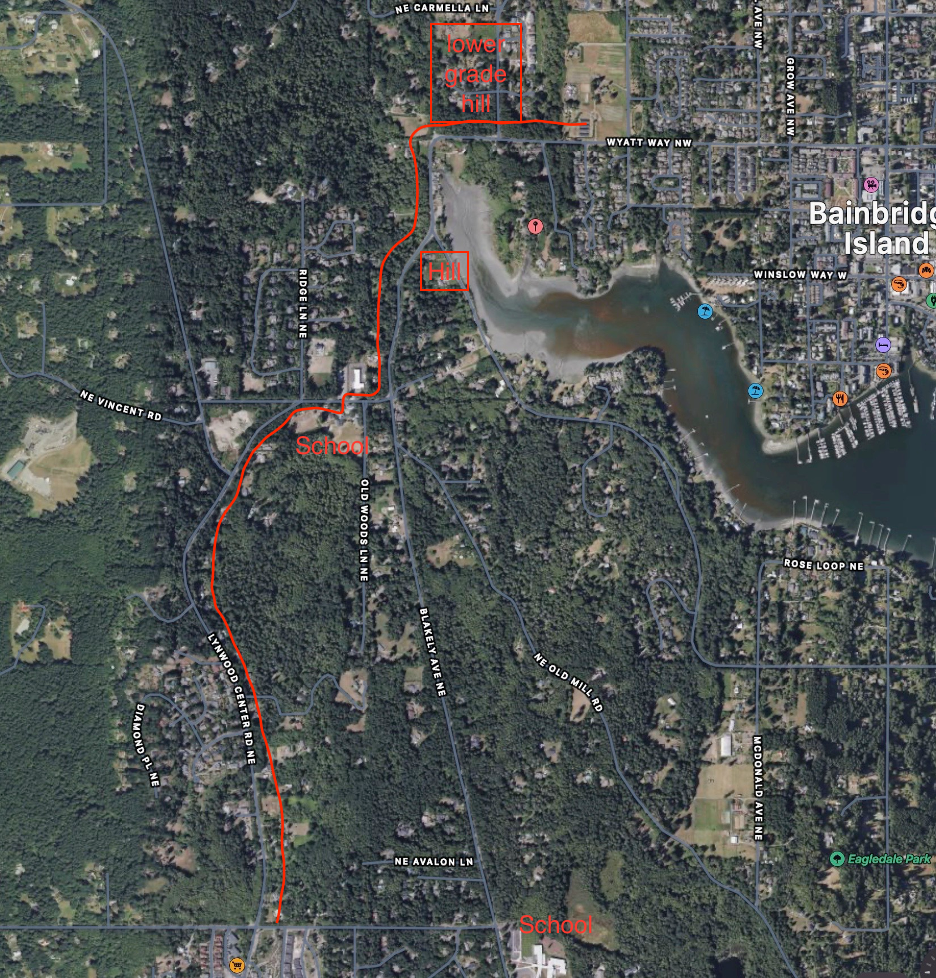 NE CARMELLA LN
AVE NW
lower
grade
hill
GROW AVE NW
WYATT WAY NW
Bainbridg
Island
Hill
RIDGE LN NE
WINSLOW WAY W
NE VINCENT RD
School
OLD WOODS LN NE
ROSE LOOP NE
BLAKELY AVE NE
LYNWOOD CENTER RD NE
NE OLD MILL RD
DIAMOND PL NE
MCDONALD AVE NE
NE AVALON LN
Eagledale Park
School